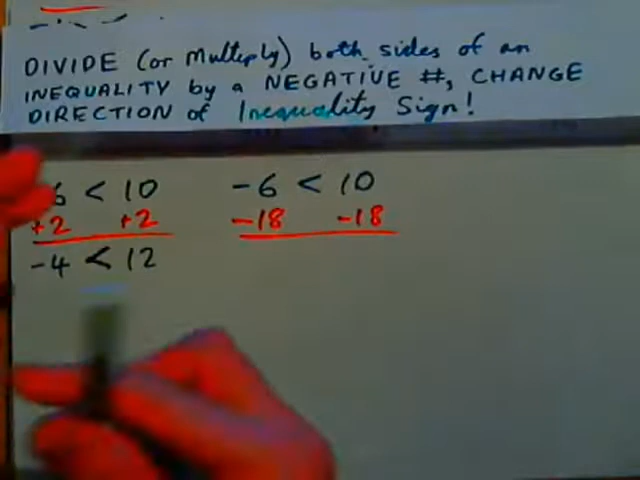 DIVIDE (or Multiply) both sides of an
INEQUALITY by a NEGATIVE #, CHANGE
DIRECTION of Inequality Sign!
6 < 10
+2 +2
-4 < 12
-6 < 10
-18 -18